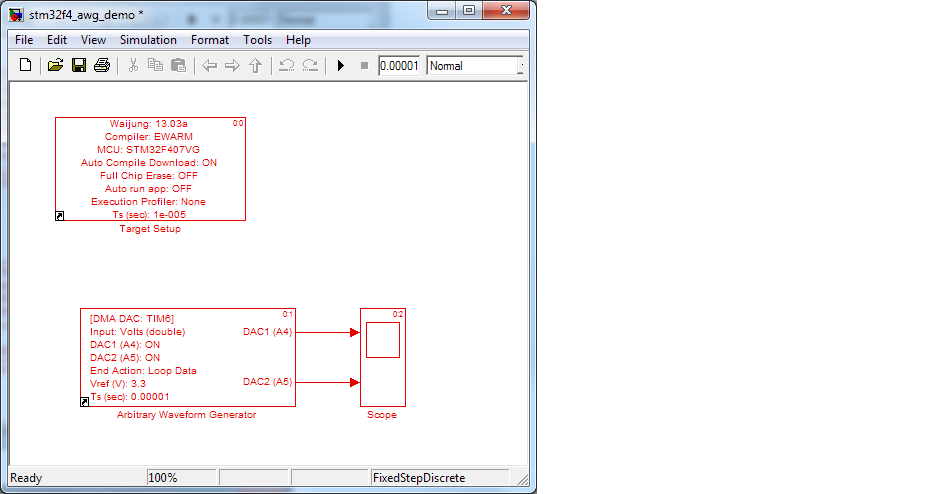 stm32f4_awg_demo *
File Edit View Simulation Format Tools Help
0.00001 Normal
Waijung: 13.03a 0:0
Compiler: EWARM
MCU: STM32F407VG
Auto Compile Download: ON
Full Chip Erase: OFF
Auto run app: OFF
Execution Profiler: None
Ts (sec): 1e-005
Target Setup
[DMA DAC: TIM6] 0:1
Input: Volts (double)
DAC1 (A4): ON
DAC2 (A5): ON
End Action: Loop Data
Vref (V): 3.3
Ts (sec): 0.00001
DAC1 (A4)
DAC2 (A5)
Arbitrary Waveform Generator
0:2
Scope
Ready 100% FixedStepDiscrete